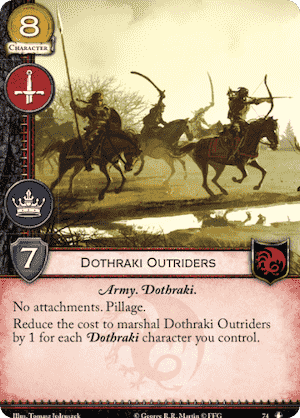 8
CHARACTER
7
DOTHRAKI OUTRIDERS
Army. Dothraki.
No attachments. Pillage.
Reduce the cost to marshal Dothraki Outriders
by 1 for each Dothraki character you control.
Illus. Tomasz Jedruszek © George R.R. Martin © FFG 74